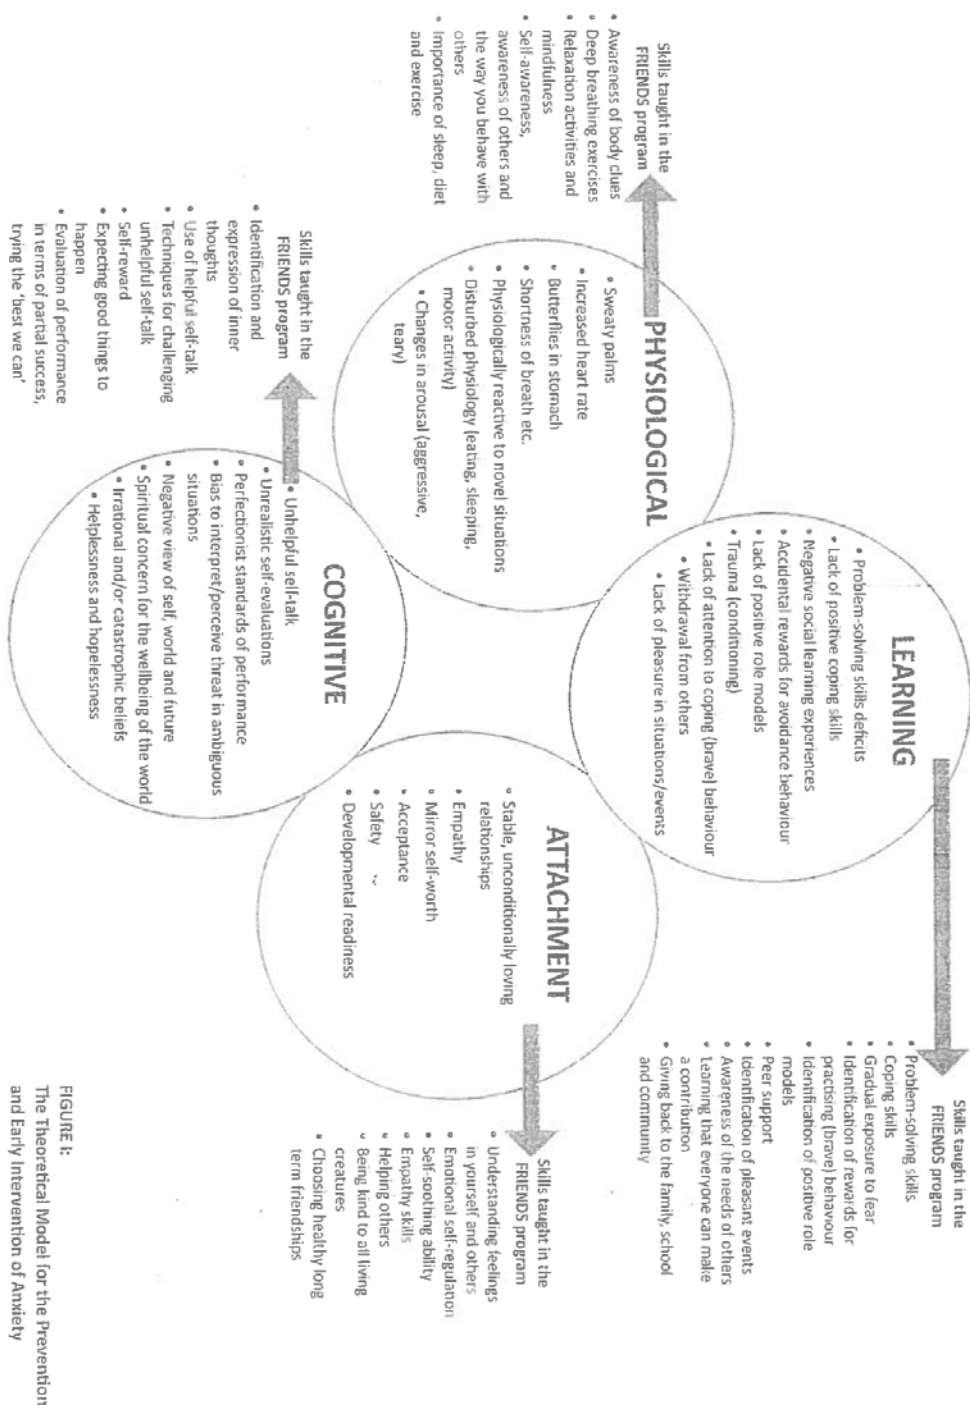 Skills taught in the
FRIENDS program
• Awareness of body clues
• Deep breathing exercises
• Relaxation activities and
mindfulness
• Self-awareness,
awareness of others and
the way you behave with
others
• Importance of sleep, diet
and exercise
PHYSIOLOGICAL
• Sweaty palms
• Increased heart rate
• Butterflies in stomach
• Shortness of breath etc.
• Physiologically reactive to novel situations
• Disturbed physiology (eating, sleeping,
motor activity)
• Changes in arousal (aggressive,
teary)
LEARNING
• Problem-solving skills deficits
• Lack of positive coping skills
• Negative social learning experiences
• Accidental rewards for avoidance behaviour
• Lack of positive role models
• Trauma (conditioning)
• Lack of attention to coping (brave) behaviour
• Withdrawal from others
• Lack of pleasure in situations/events
Skills taught in the
FRIENDS program
• Problem-solving skills.
• Coping skills
• Gradual exposure to fear
• Identification of rewards for
practising (brave) behaviour
• Identification of positive role
models
• Peer support
• Identification of pleasant events
• Awareness of the needs of others
• Learning that everyone can make
a contribution
• Giving back to the family, school
and community
Skills taught in the
FRIENDS program
• Identification and
expression of inner
thoughts
• Use of helpful self-talk
• Techniques for challenging
unhelpful self-talk
• Self-reward
• Expecting good things to
happen
• Evaluation of performance
in terms of partial success,
trying the 'best we can'
COGNITIVE
• Unhelpful self-talk
• Unrealistic self-evaluations
• Perfectionist standards of performance
• Bias to interpret/perceive threat in ambiguous
situations
• Negative view of self, world and future
• Spiritual concern for the wellbeing of the world
• Irrational and/or catastrophic beliefs
• Helplessness and hopelessness
ATTACHMENT
• Stable, unconditionally loving
relationships
• Empathy
• Mirror self-worth
• Acceptance
• Safety
• Developmental readiness
Skills taught in the
FRIENDS program
• Understanding feelings
in yourself and others
• Emotional self-regulation
• Self-soothing ability
• Empathy skills
• Helping others
• Being kind to all living
creatures
• Choosing healthy long
term friendships
FIGURE I:
The Theoretical Model for the Prevention
and Early Intervention of Anxiety